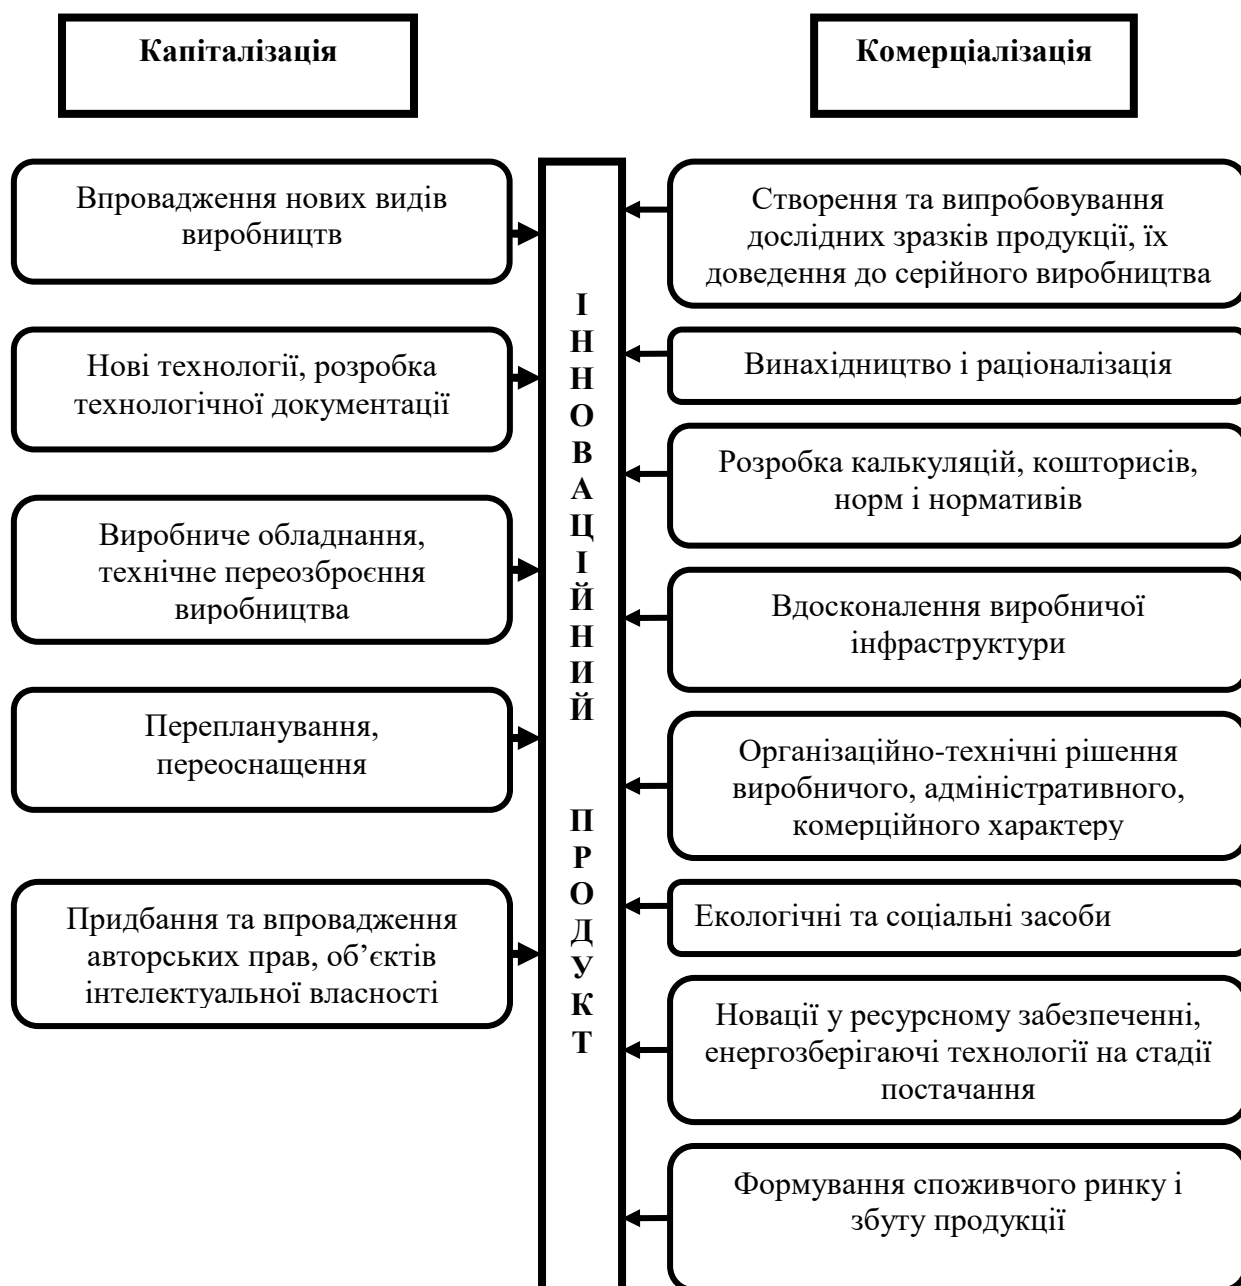 Капіталізація
Комерціалізація
Впровадження нових видів
виробництв
Нові технології, розробка
технологічної документації
Виробниче обладнання,
технічне переозброєння
виробництва
Перепланування,
переоснащення
Придбання та впровадження
авторських прав, об’єктів
інтелектуальної власності
ІННОВАЦІЙНИЙ ПРОДУКТ
Створення та випробовування
дослідних зразків продукції, їх
доведення до серійного виробництва
Винахідництво і раціоналізація
Розробка калькуляцій, кошторисів,
норм і нормативів
Вдосконалення виробничої
інфраструктури
Організаційно-технічні рішення
виробничого, адміністративного,
комерційного характеру
Екологічні та соціальні засоби
Новації у ресурсному забезпеченні,
енергозберігаючі технології на стадії
постачання
Формування споживчого ринку і
збуту продукції